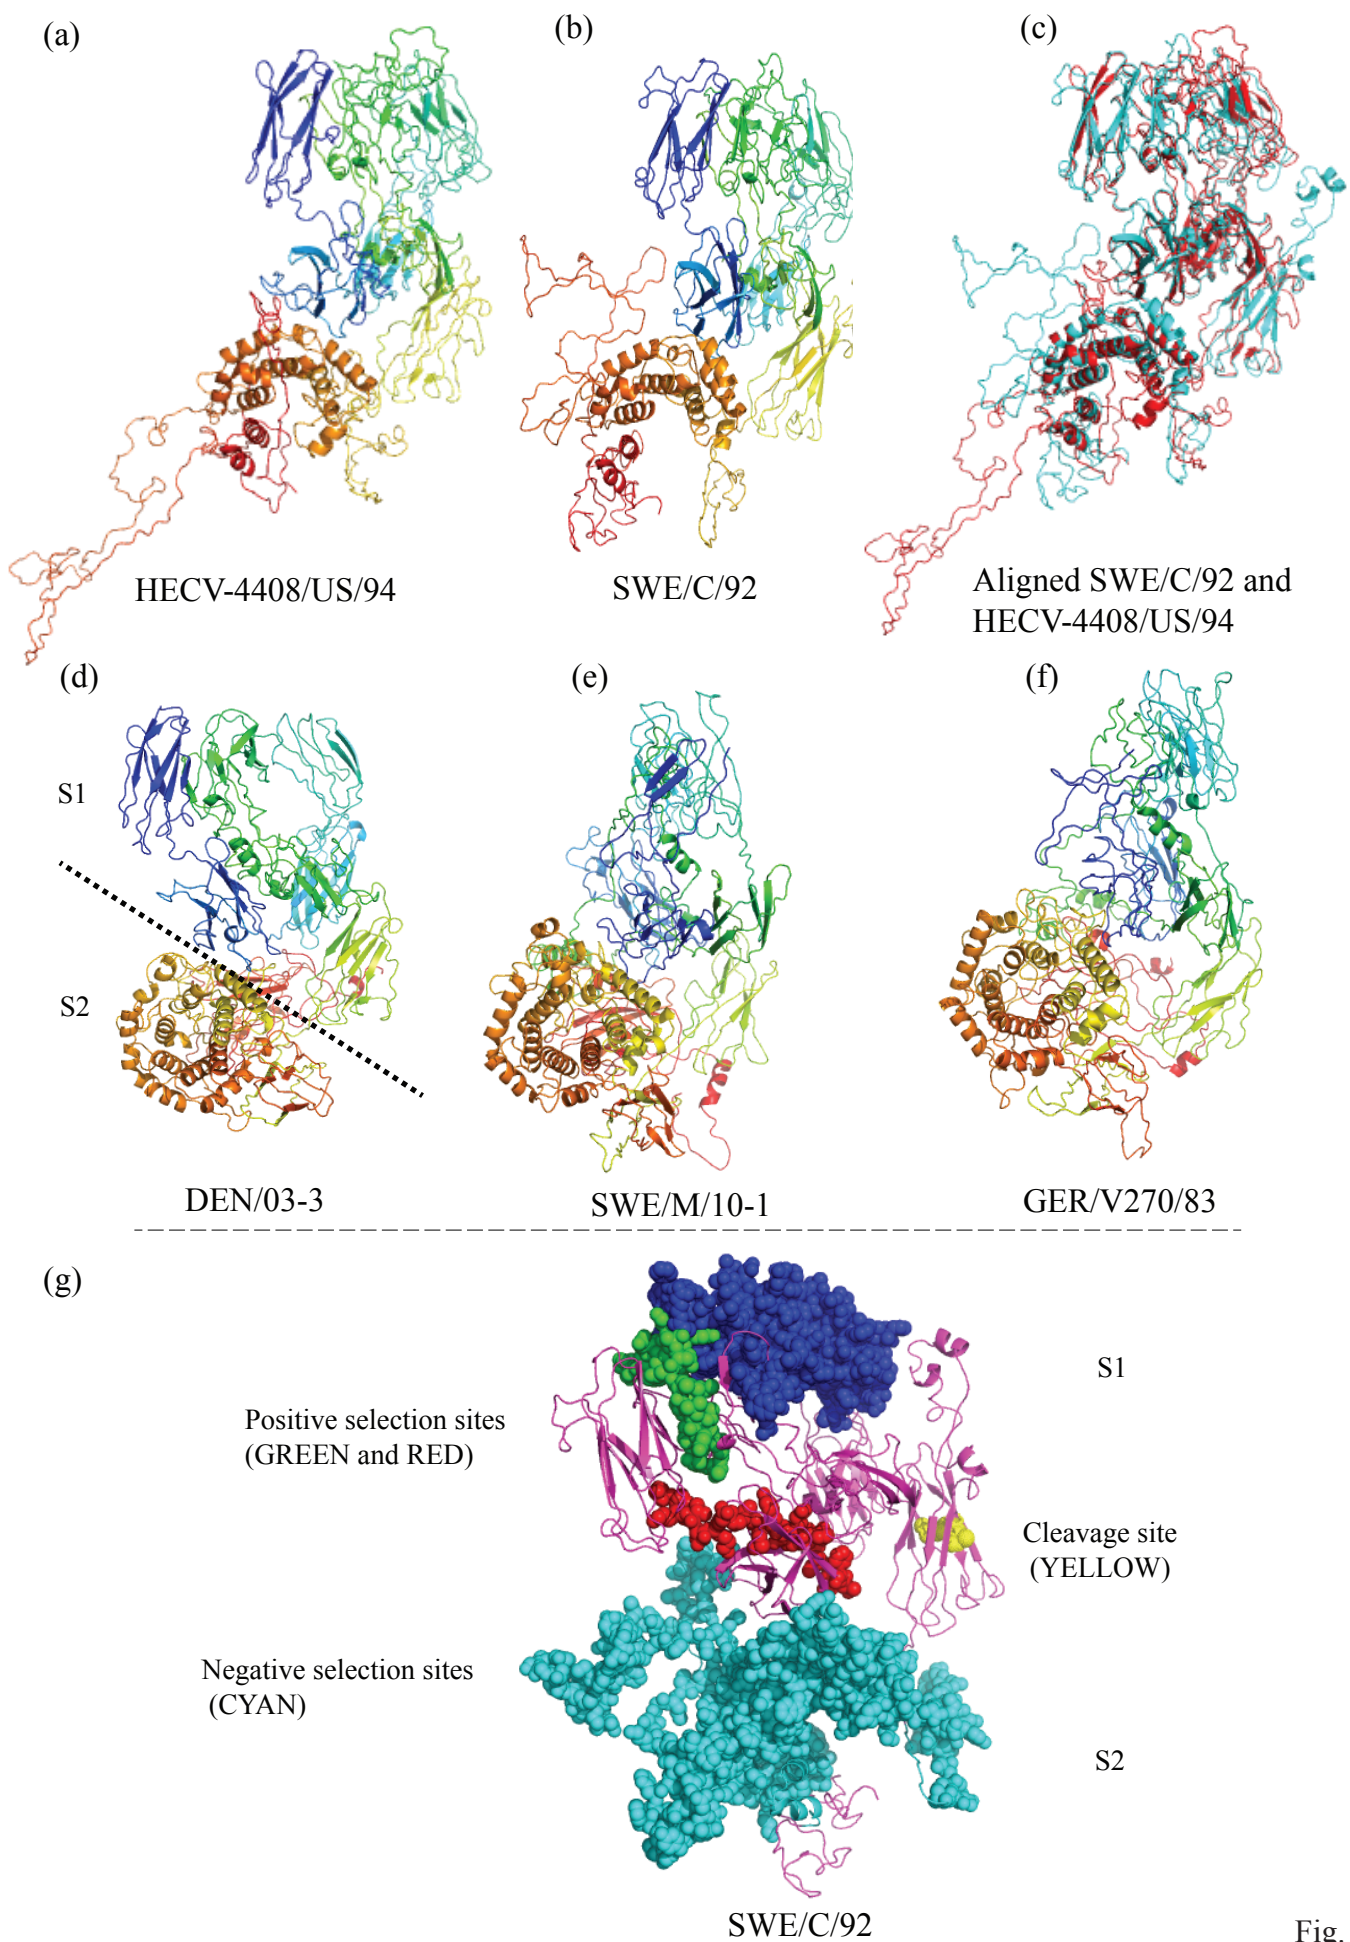 (a)
(b)
(c)
HECV-4408/US/94
SWE/C/92
Aligned SWE/C/92 and
HECV-4408/US/94
(d)
(e)
(f)
S1
S2
DEN/03-3
SWE/M/10-1
GER/V270/83
(g)
S1
Positive selection sites
(GREEN and RED)
Cleavage site
(YELLOW)
Negative selection sites
(CYAN)
S2
SWE/C/92
Fig.